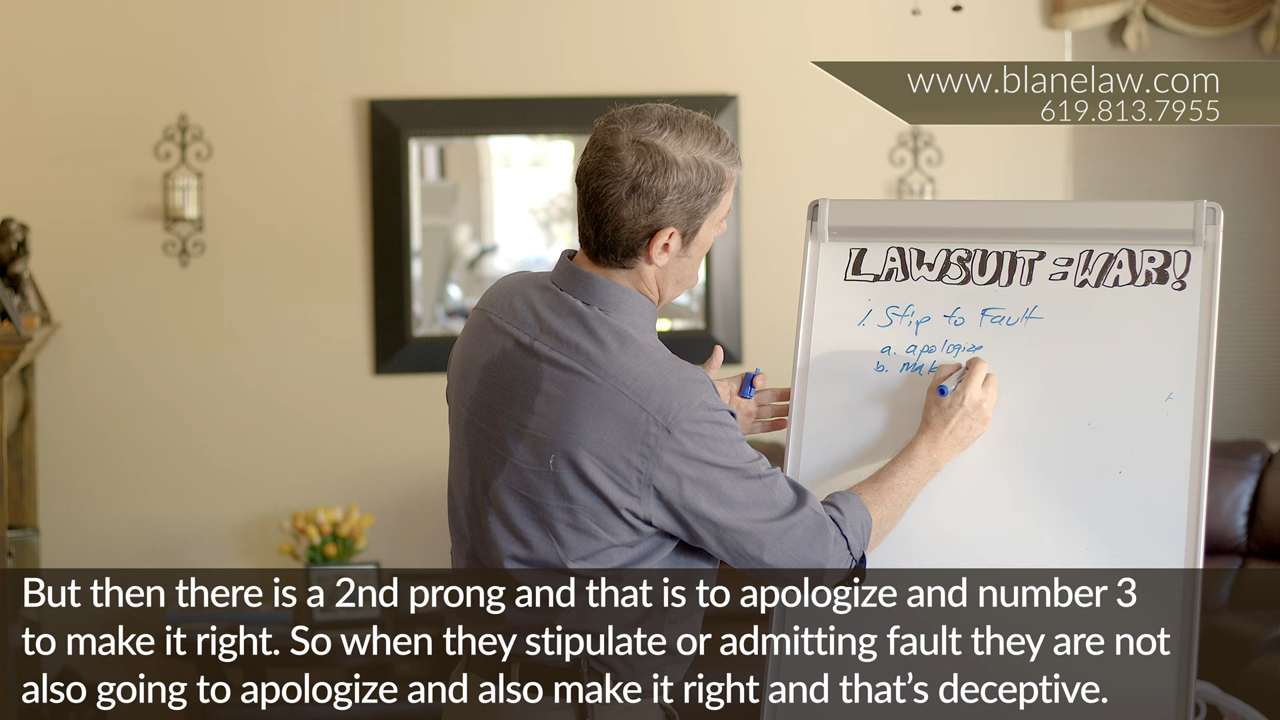 www.blanelaw.com
619.813.7955
LAWSUIT = WAR!
1. Stip to Fault
a. apologize
b. mak
But then there is a 2nd prong and that is to apologize and number 3
to make it right. So when they stipulate or admitting fault they are not
also going to apologize and also make it right and that's deceptive.